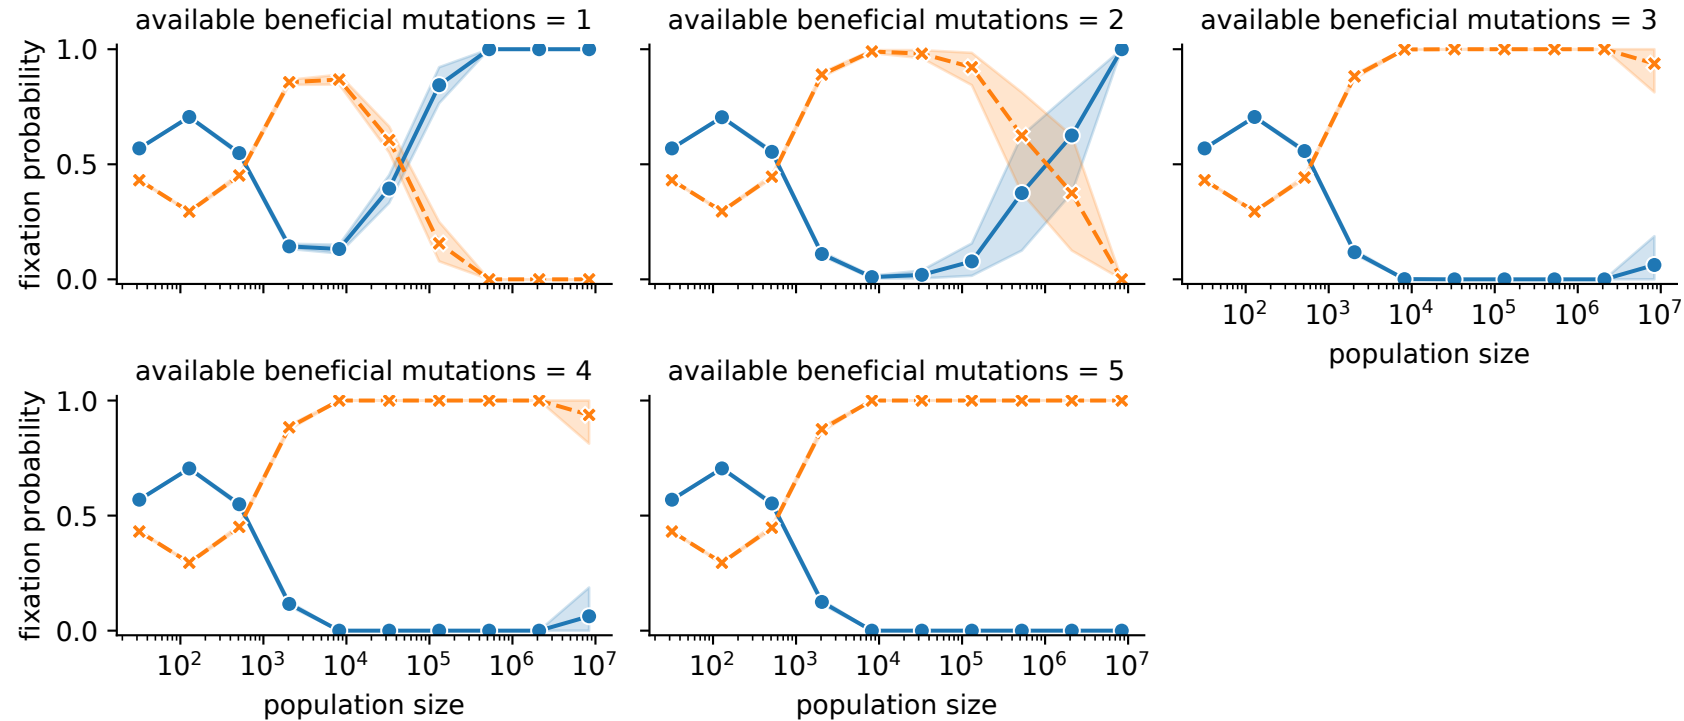 available beneficial mutations = 1
available beneficial mutations = 2
available beneficial mutations = 3
fixation probability
1.0
0.5
0.0
10² 10³ 10⁴ 10⁵ 10⁶ 10⁷
population size
available beneficial mutations = 4
available beneficial mutations = 5
fixation probability
1.0
0.5
0.0
10² 10³ 10⁴ 10⁵ 10⁶ 10⁷
10² 10³ 10⁴ 10⁵ 10⁶ 10⁷
population size
population size